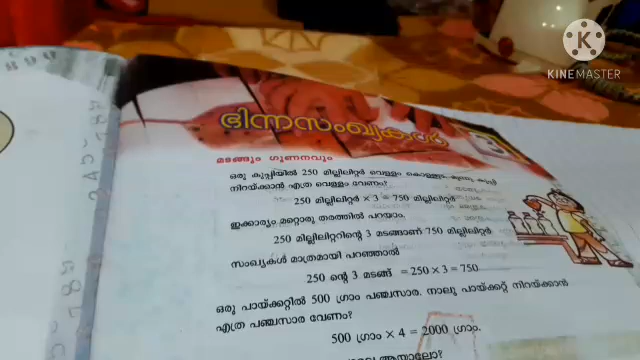 K
KINEMASTER
ഭിന്നസംഖ്യകൾ
3
മടങ്ങും ഗുണനവും
ഒരു കുപ്പിയിൽ 250 മില്ലിലിറ്റർ വെള്ളം കൊള്ളും.
നിറയ്ക്കാൻ എത്ര വെള്ളം വേണം?
250 മില്ലിലിറ്റർ × 3 = 750 മില്ലിലിറ്റർ
ഇക്കാര്യം മറ്റൊരു തരത്തിൽ പറയാം.
250 മില്ലിലിറ്ററിന്റെ 3 മടങ്ങാണ് 750 മില്ലിലിറ്റർ
സംഖ്യകൾ മാത്രമായി പറഞ്ഞാൽ
250 ന്റെ 3 മടങ്ങ് = 250 × 3 = 750
ഒരു പായ്ക്കറ്റിൽ 500 ഗ്രാം പഞ്ചസാര. നാലു പായ്ക്കറ്റ് നിറയ്ക്കാൻ
എത്ര പഞ്ചസാര വേണം?
500 ഗ്രാം × 4 = 2000 ഗ്രാം.